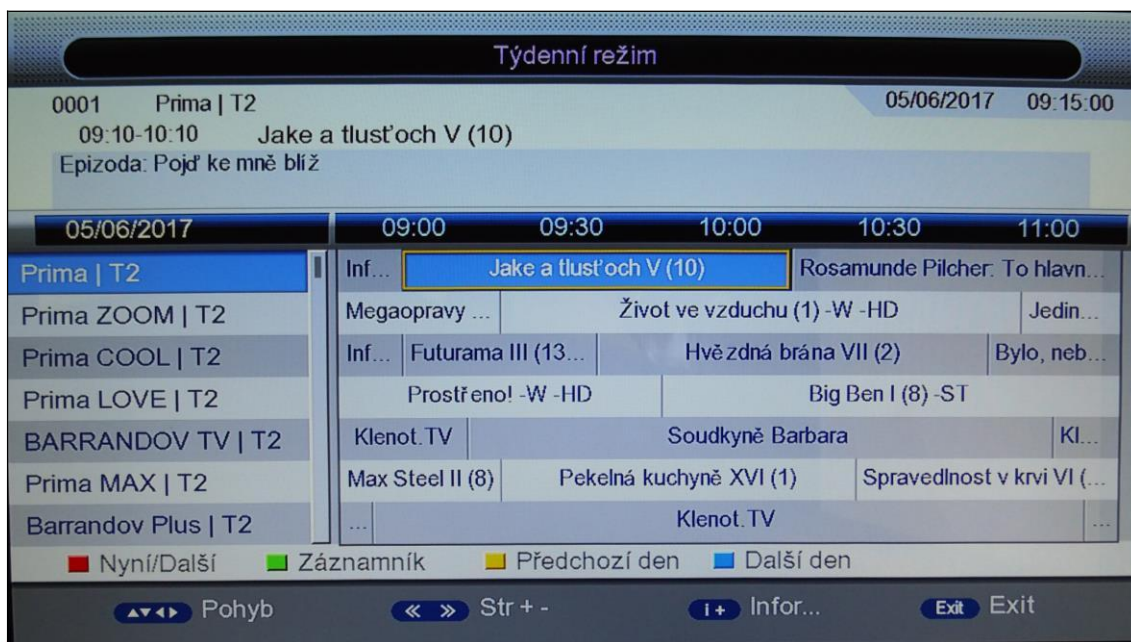 Týdenní režim
0001 Prima | T2 05/06/2017 09:15:00
09:10-10:10 Jake a tlusťoch V (10)
Epizoda: Pojď ke mně blíž
05/06/2017 09:00 09:30 10:00 10:30 11:00
Prima | T2 Inf... Jake a tlusťoch V (10) Rosamunde Pilcher: To hlavn...
Prima ZOOM | T2 Megaopravy ... Život ve vzduchu (1) -W -HD Jedin...
Prima COOL | T2 Inf... Futurama III (13... Hvězdná brána VII (2) Bylo, neb...
Prima LOVE | T2 Prostřeno! -W -HD Big Ben I (8) -ST
BARRANDOV TV | T2 Klenot.TV Soudkyně Barbara Kl...
Prima MAX | T2 Max Steel II (8) Pekelná kuchyně XVI (1) Spravedlnost v krvi VI (...
Barrandov Plus | T2 ... Klenot.TV ...
Nyní/Další Záznamník Předchozí den Další den
Pohyb Str + - i+ Infor... Exit Exit